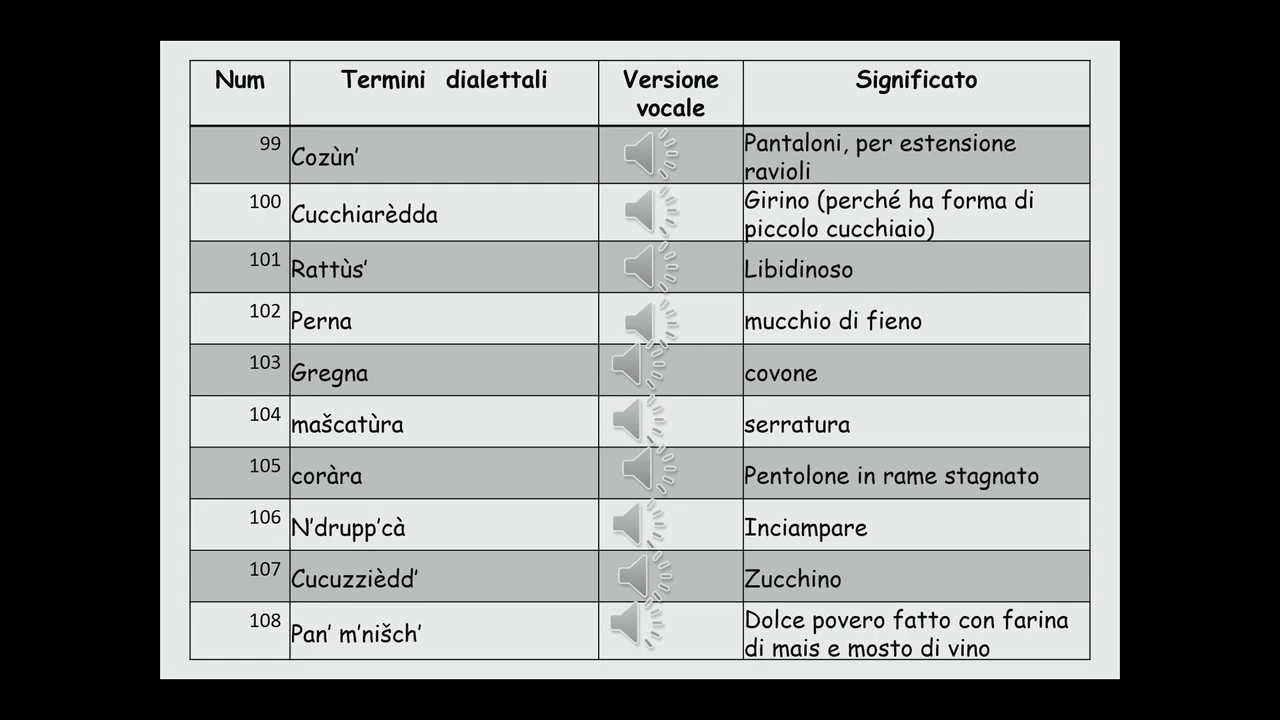 Num Termini dialettali Versione vocale Significato
99 Cozùn' Pantaloni, per estensione ravioli
100 Cucchiarèdda Girino (perché ha forma di piccolo cucchiaio)
101 Rattùs' Libidinoso
102 Perna mucchio di fieno
103 Gregna covone
104 mašcatùra serratura
105 coràra Pentolone in rame stagnato
106 N'drupp'cà Inciampare
107 Cucuzzièdd' Zucchino
108 Pan' m'nišch' Dolce povero fatto con farina di mais e mosto di vino